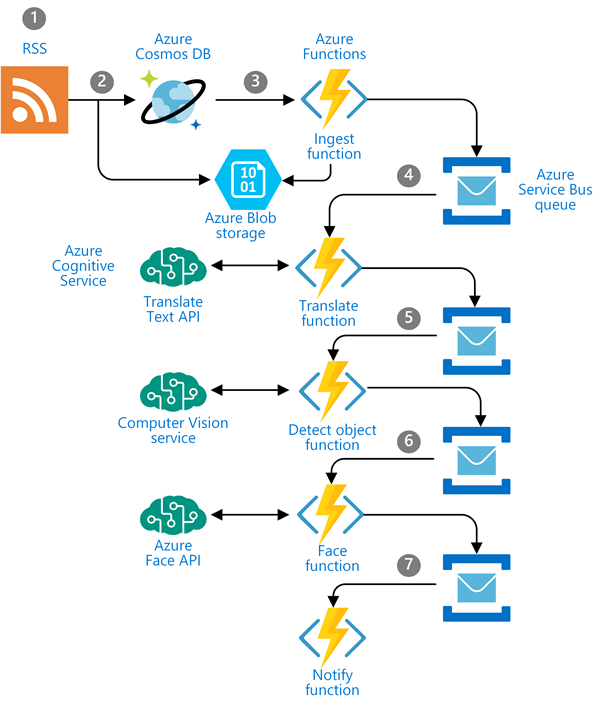 1
RSS
Azure
Cosmos DB
Azure
Functions
2
3
Ingest
function
10
01
Azure Blob
storage
4
Azure
Service Bus
queue
Azure
Cognitive
Service
Translate
Text API
Translate
function
5
Computer Vision
service
Detect object
function
6
Azure
Face API
Face
function
7
Notify
function